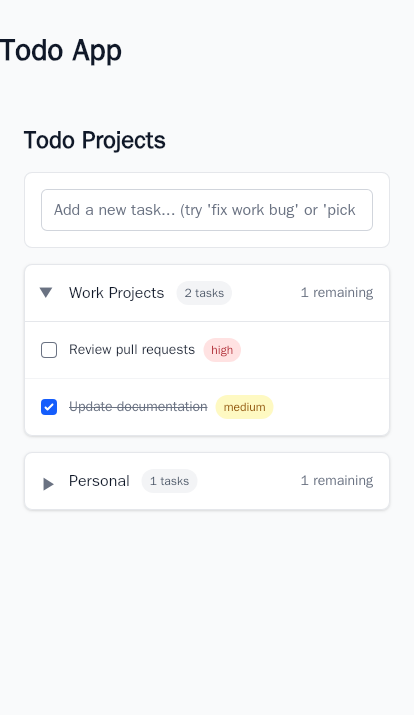 Todo App
Todo Projects
Add a new task... (try 'fix work bug' or 'pick
Work Projects 2 tasks 1 remaining
Review pull requests high
Update documentation medium
Personal 1 tasks 1 remaining